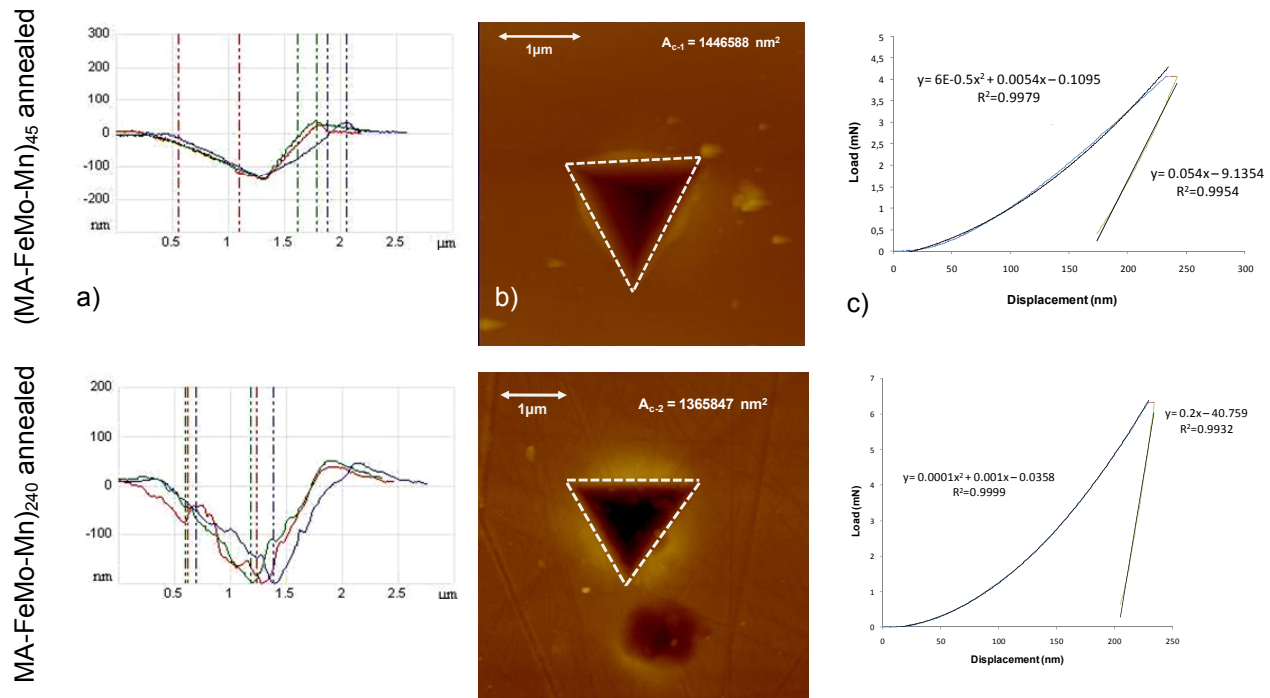 (MA-FeMo-Mn)45 annealed
300
200
100
0
-100
-200
nm
0.5
1
1.5
2
2.5
µm
a)
1µm
Ac-1 = 1446588 nm²
b)
5
4,5
4
3,5
3
2,5
2
1,5
1
0,5
0
Load (mN)
y= 6E-0.5x² + 0.0054x – 0.1095
R²=0.9979
y= 0.054x – 9.1354
R²=0.9954
0
50
100
150
200
250
300
Displacement (nm)
c)
MA-FeMo-Mn)240 annealed
200
100
0
-100
nm
0.5
1
1.5
2
2.5
µm
1µm
Ac-2 = 1365847 nm²
7
6
5
4
3
2
1
0
Load (mN)
y= 0.2x – 40.759
R²=0.9932
y= 0.0001x² + 0.001x – 0.0358
R²=0.9999
0
50
100
150
200
250
Displacement (nm)